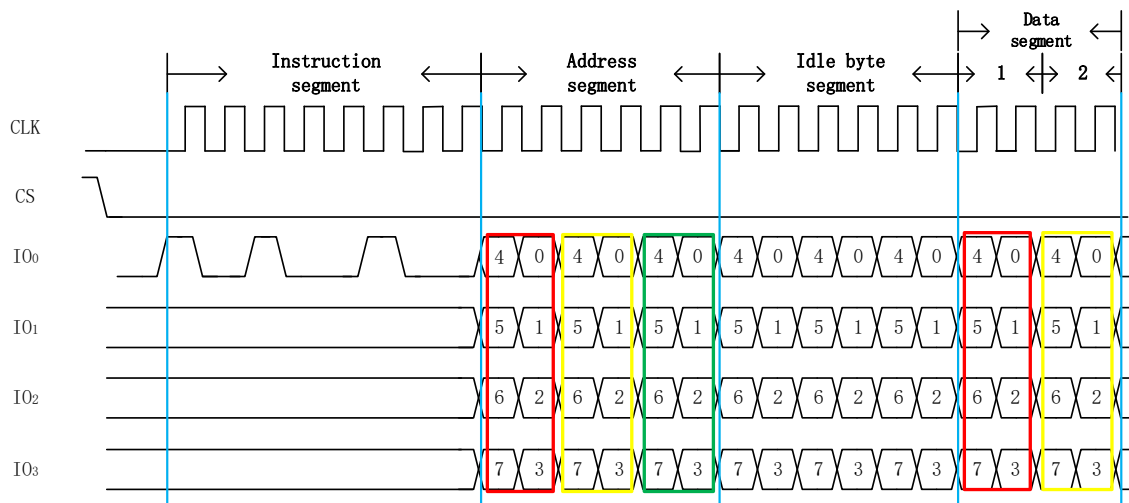 Data
segment
Instruction
segment
Address
segment
Idle byte
segment
1 2
CLK
CS
IO₀ 4 0 4 0 4 0 4 0 4 0 4 0 4 0 4 0
IO₁ 5 1 5 1 5 1 5 1 5 1 5 1 5 1 5 1
IO₂ 6 2 6 2 6 2 6 2 6 2 6 2 6 2 6 2
IO₃ 7 3 7 3 7 3 7 3 7 3 7 3 7 3 7 3